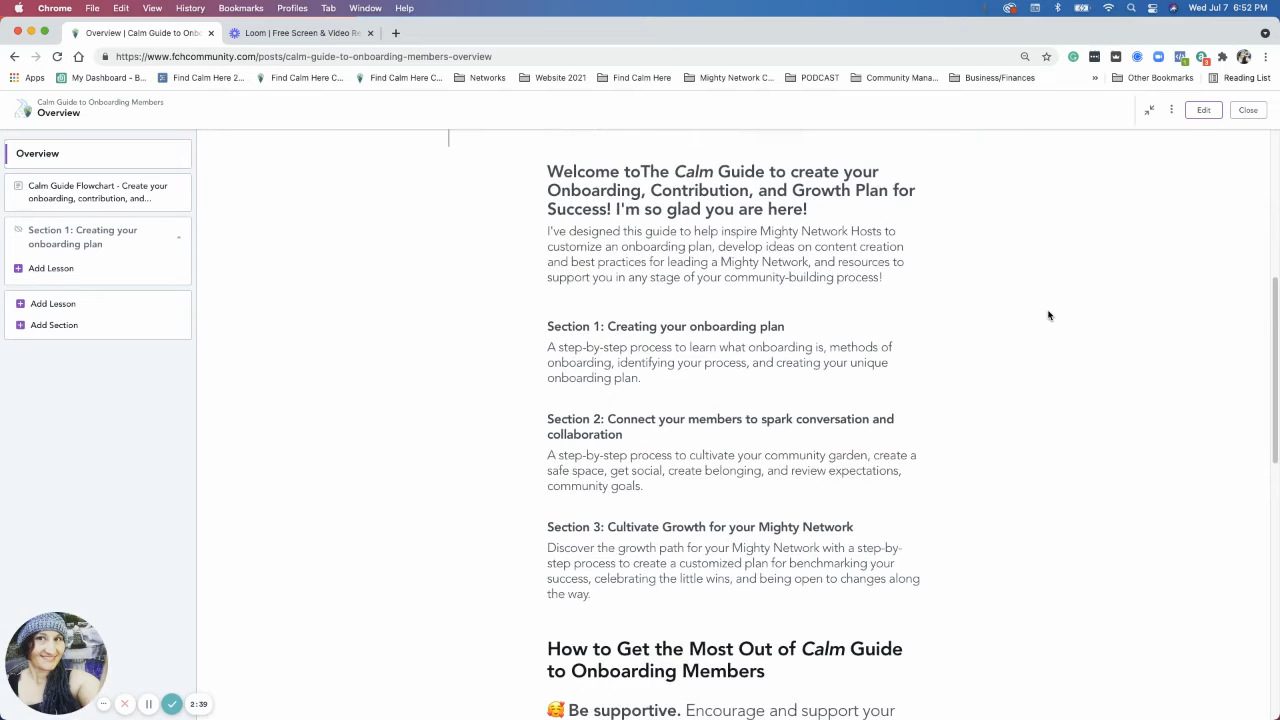 Chrome File Edit View History Bookmarks Profiles Tab Window Help Wed Jul 7 6:52 PM
Overview | Calm Guide to Onbo
Loom | Free Screen & Video Re
https://www.fchcommunity.com/posts/calm-guide-to-onboarding-members-overview
Apps My Dashboard - B... Find Calm Here 2... Find Calm Here C... Find Calm Here C... Networks Website 2021 Find Calm Here Mighty Network C... PODCAST Community Mana... Business/Finances » Other Bookmarks Reading List
Calm Guide to Onboarding Members
Overview
Edit
Close
Overview
Calm Guide Flowchart - Create your
onboarding, contribution, and...
Section 1: Creating your
onboarding plan
Add Lesson
Add Lesson
Add Section
Welcome toThe Calm Guide to create your
Onboarding, Contribution, and Growth Plan for
Success! I'm so glad you are here!
I've designed this guide to help inspire Mighty Network Hosts to
customize an onboarding plan, develop ideas on content creation
and best practices for leading a Mighty Network, and resources to
support you in any stage of your community-building process!
Section 1: Creating your onboarding plan
A step-by-step process to learn what onboarding is, methods of
onboarding, identifying your process, and creating your unique
onboarding plan.
Section 2: Connect your members to spark conversation and
collaboration
A step-by-step process to cultivate your community garden, create a
safe space, get social, create belonging, and review expectations,
community goals.
Section 3: Cultivate Growth for your Mighty Network
Discover the growth path for your Mighty Network with a step-by-
step process to create a customized plan for benchmarking your
success, celebrating the little wins, and being open to changes along
the way.
How to Get the Most Out of Calm Guide
to Onboarding Members
🥰 Be supportive. Encourage and support your
2:39